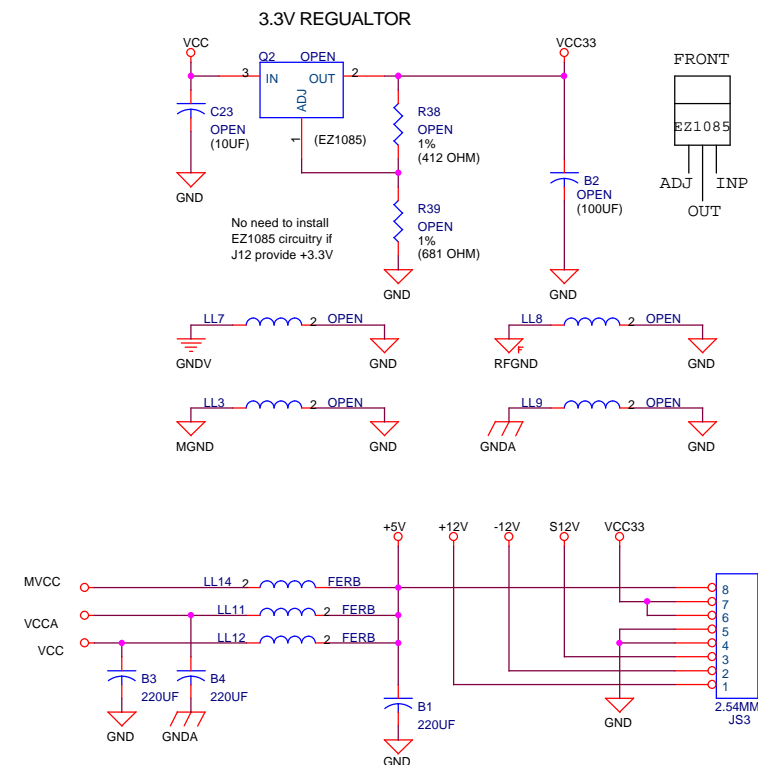 3.3V REGUALTOR
VCC
Q2 OPEN
VCC33
3 IN OUT 2
ADJ
1
(EZ1085)
C23
OPEN
(10UF)
GND
R38
OPEN
1%
(412 OHM)
R39
OPEN
1%
(681 OHM)
GND
B2
OPEN
(100UF)
GND
No need to install
EZ1085 circuitry if
J12 provide +3.3V
FRONT
EZ1085
ADJ INP
OUT
LL7 2 OPEN
GNDV GND
LL8 2 OPEN
F
RFGND GND
LL3 2 OPEN
MGND GND
LL9 2 OPEN
GNDA GND
+5V +12V -12V S12V VCC33
MVCC LL14 2 FERB
VCCA LL11 2 FERB
VCC LL12 2 FERB
B3
220UF
GND
B4
220UF
GNDA
B1
220UF
GND
GND
8
7
6
5
4
3
2
1
2.54MM
JS3